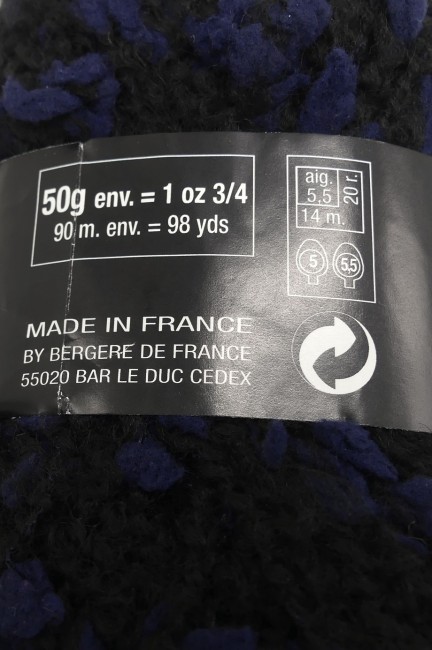 50g env. = 1 oz 3/4
90 m. env. = 98 yds
aig.
5,5
14 m.
20 r.
5
5,5
MADE IN FRANCE
BY BERGERE DE FRANCE
55020 BAR LE DUC CEDEX